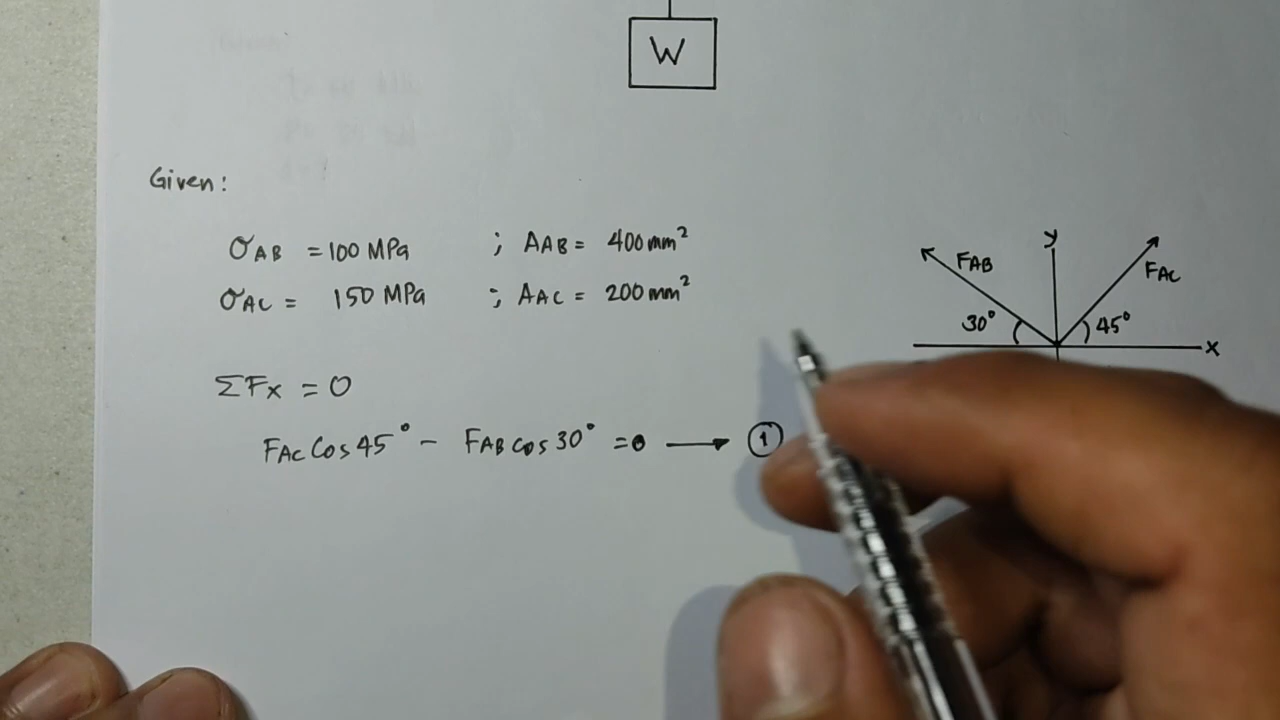 W
Given:
σAB = 100 MPa ; AAB = 400 mm²
σAC = 150 MPa ; AAC = 200 mm²
y
FAB
FAC
30° 45°
x
ΣFx = 0
FAC Cos 45° - FAB cos 30° = 0 → ①